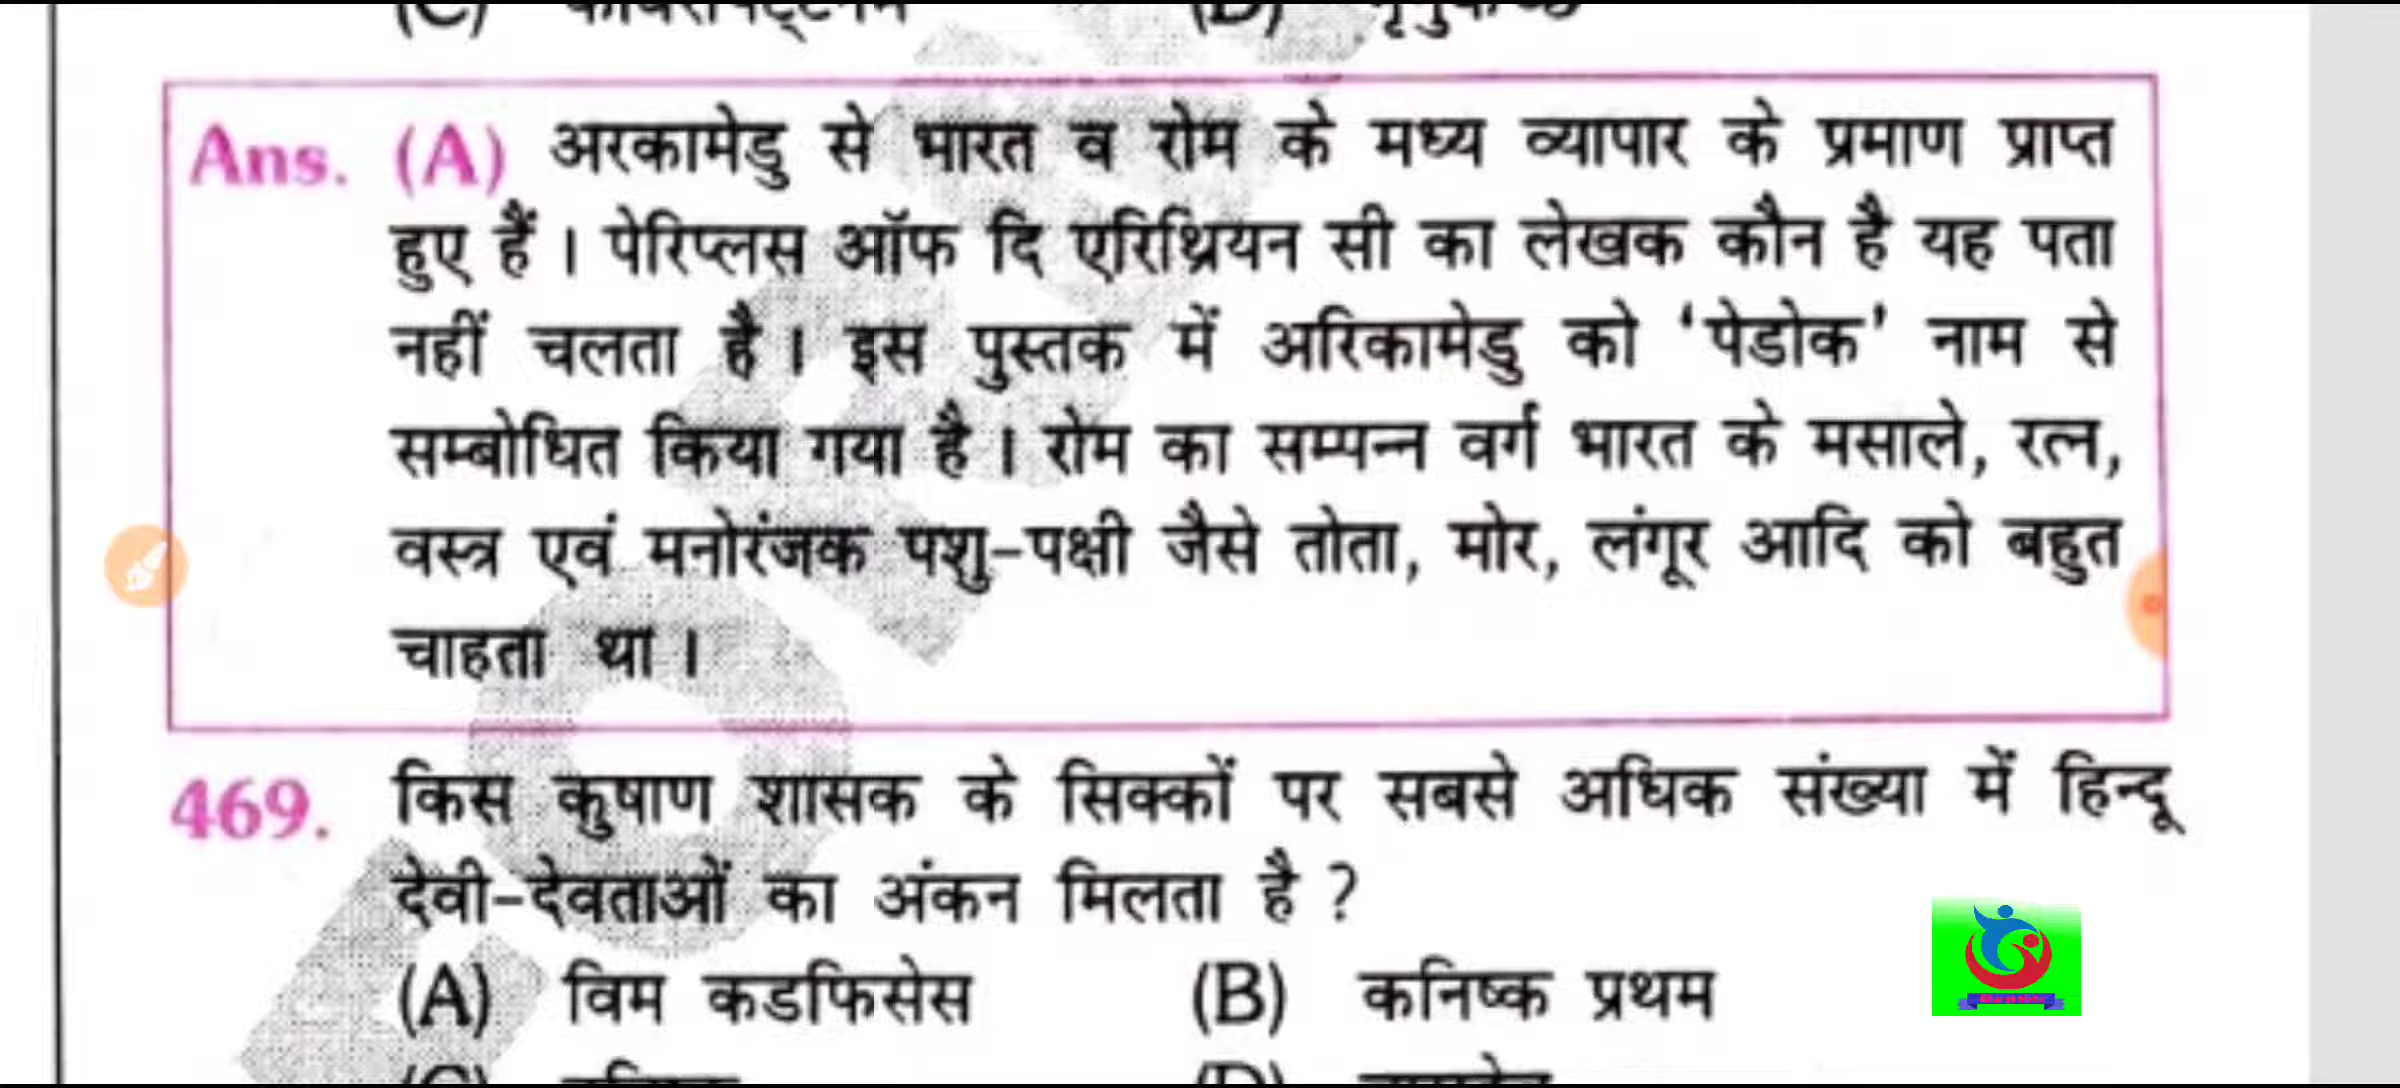 (C)
(D)
Ans. (A) अरकामेडु से भारत व रोम के मध्य व्यापार के प्रमाण प्राप्त
हुए हैं। पेरिप्लस ऑफ दि एरिथ्रियन सी का लेखक कौन है यह पता
नहीं चलता है। इस पुस्तक में अरिकामेडु को 'पेडोक' नाम से
सम्बोधित किया गया है। रोम का सम्पन्न वर्ग भारत के मसाले, रत्न,
वस्त्र एवं मनोरंजक पशु-पक्षी जैसे तोता, मोर, लंगूर आदि को बहुत
चाहता था।
469. किस कुषाण शासक के सिक्कों पर सबसे अधिक संख्या में हिन्दू
देवी-देवताओं का अंकन मिलता है ?
(A) विम कडफिसेस (B) कनिष्क प्रथम
(C)
(D)